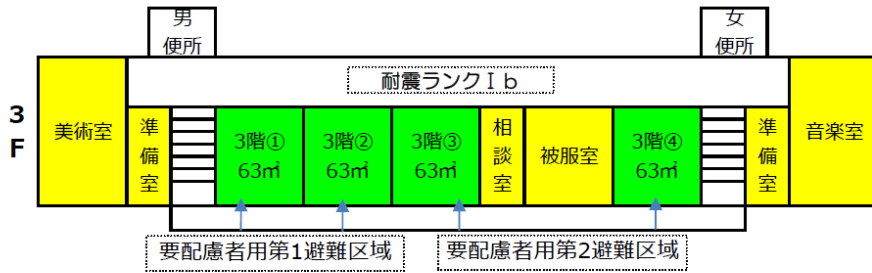 男
便所
女
便所
耐震ランクⅠb
3
F
美術室
準
備
室
3階①
63㎡
3階②
63㎡
3階③
63㎡
相
談
室
被服室
3階④
63㎡
準
備
室
音楽室
要配慮者用第1避難区域
要配慮者用第2避難区域